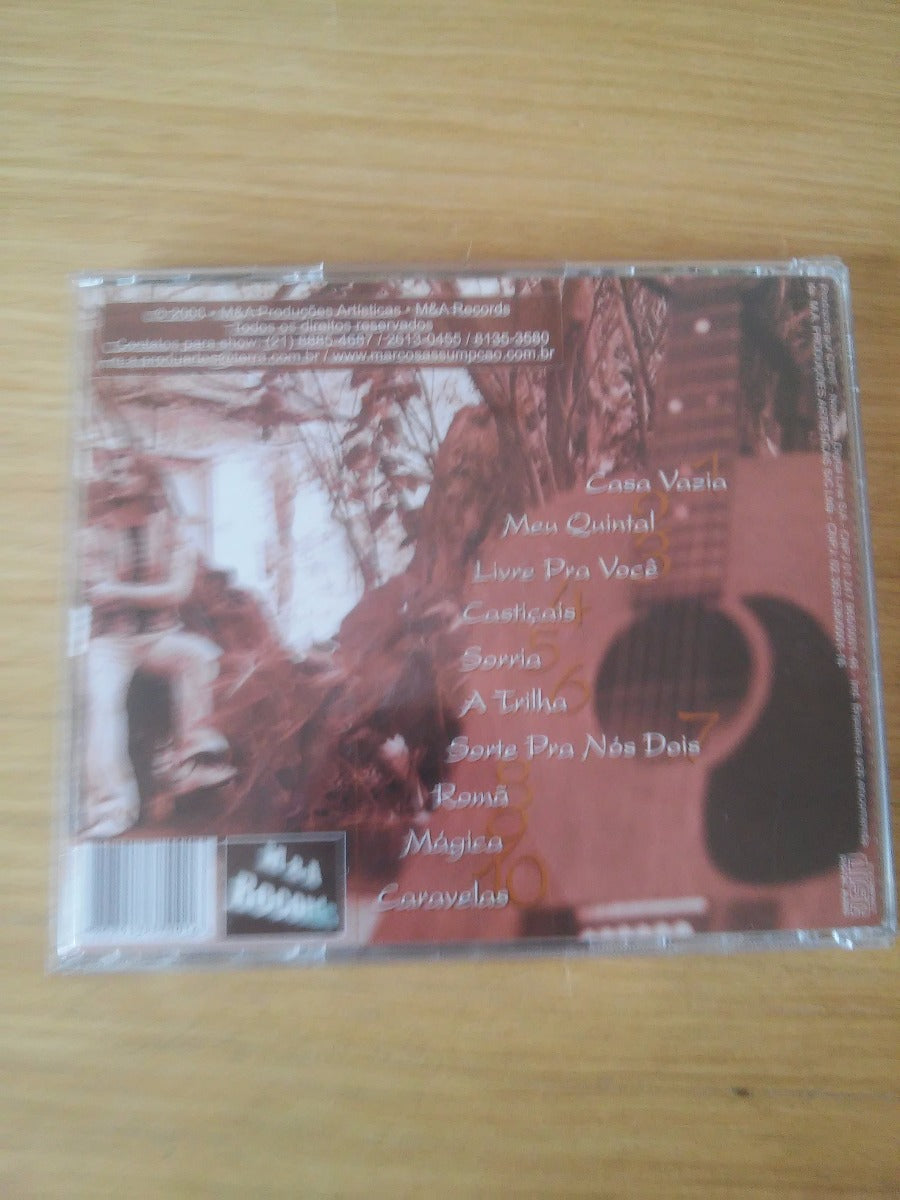 © 2006 • M&A Produções Artísticas • M&A Records
Todos os direitos reservados
Contatos para show (21) 8885-4687 / 2613-0455 / 8135-3580
/ www.marcosassumpcao.com.br
Casa Vazia 1
Meu Quintal 2
Livre Pra Você 3
Castiçais 4
Sorria 5
A Trilha 6
Sorte Pra Nós Dois 7
Romã 8
Mágica 9
Caravelas 10
M&A
Records